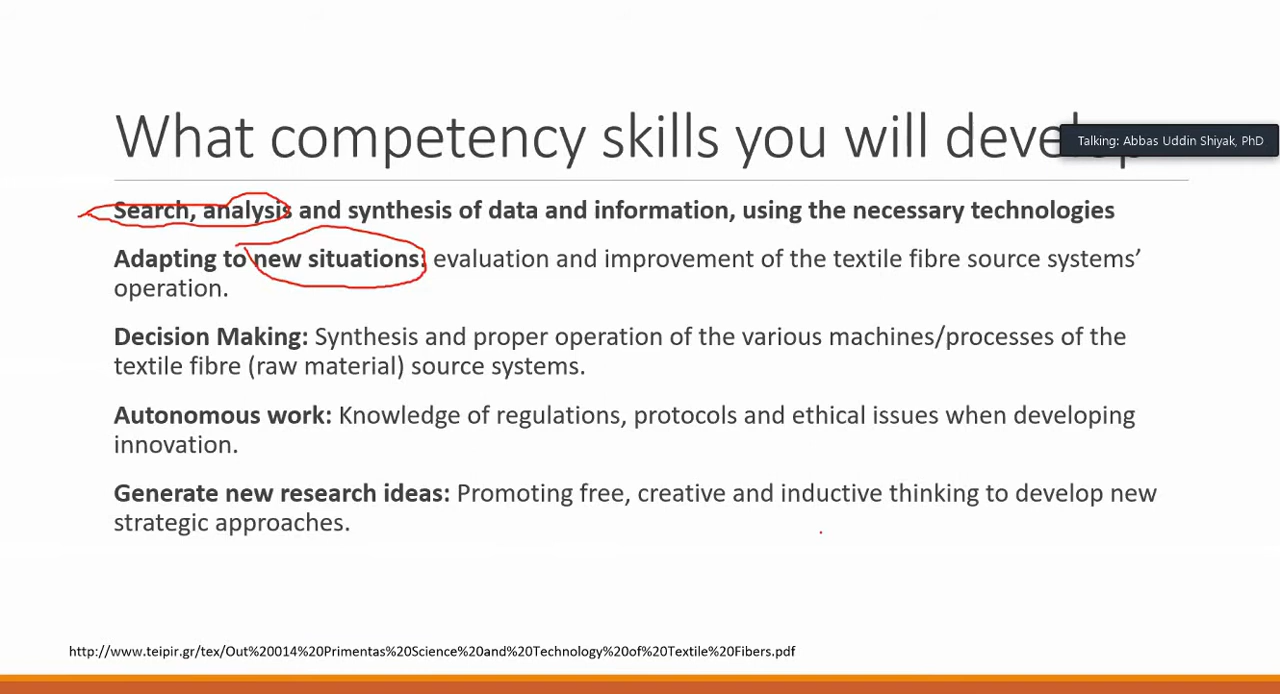 What competency skills you will develop
Talking: Abbas Uddin Shiyak, PhD
Search, analysis and synthesis of data and information, using the necessary technologies
Adapting to new situations: evaluation and improvement of the textile fibre source systems’
operation.
Decision Making: Synthesis and proper operation of the various machines/processes of the
textile fibre (raw material) source systems.
Autonomous work: Knowledge of regulations, protocols and ethical issues when developing
innovation.
Generate new research ideas: Promoting free, creative and inductive thinking to develop new
strategic approaches.
http://www.teipir.gr/tex/Out%20014%20Primentas%20Science%20and%20Technology%20of%20Textile%20Fibers.pdf